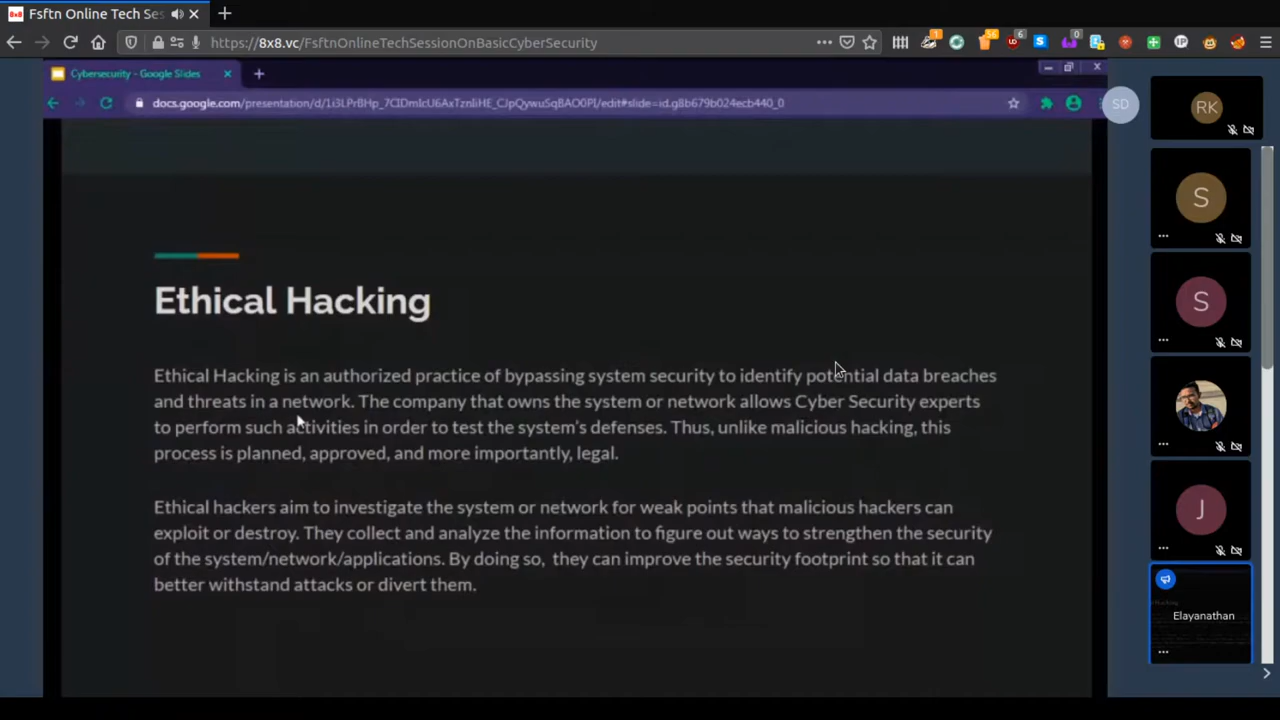 Fsftn Online Tech Ses
https://8x8.vc/FsftnOnlineTechSessionOnBasicCyberSecurity
1
56
6
0
IP
Cybersecurity - Google Slides
SD
RK
S
S
J
Elayanathan
Ethical Hacking
Ethical Hacking is an authorized practice of bypassing system security to identify potential data breaches
and threats in a network. The company that owns the system or network allows Cyber Security experts
to perform such activities in order to test the system's defenses. Thus, unlike malicious hacking, this
process is planned, approved, and more importantly, legal.
Ethical hackers aim to investigate the system or network for weak points that malicious hackers can
exploit or destroy. They collect and analyze the information to figure out ways to strengthen the security
of the system/network/applications. By doing so, they can improve the security footprint so that it can
better withstand attacks or divert them.